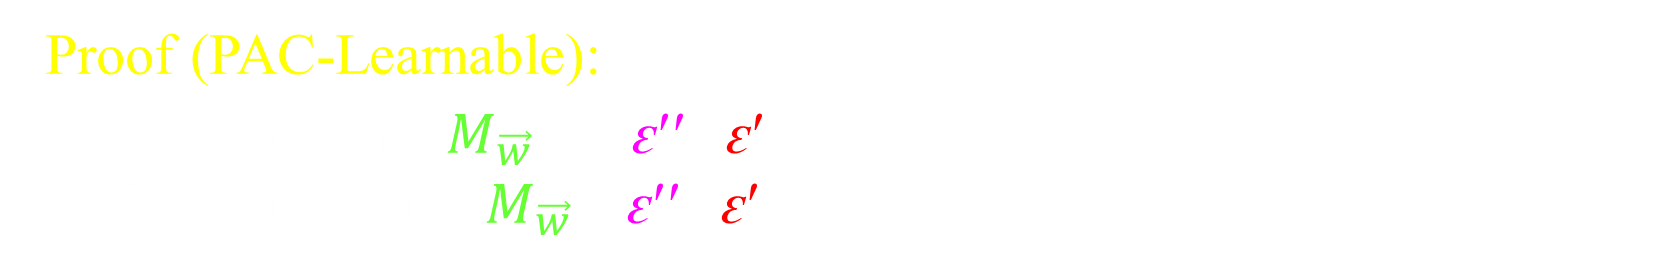 Proof (PAC-Learnable):
M_{\vec{w}} ε'' ε'
M_{\vec{w}} ε'' ε'